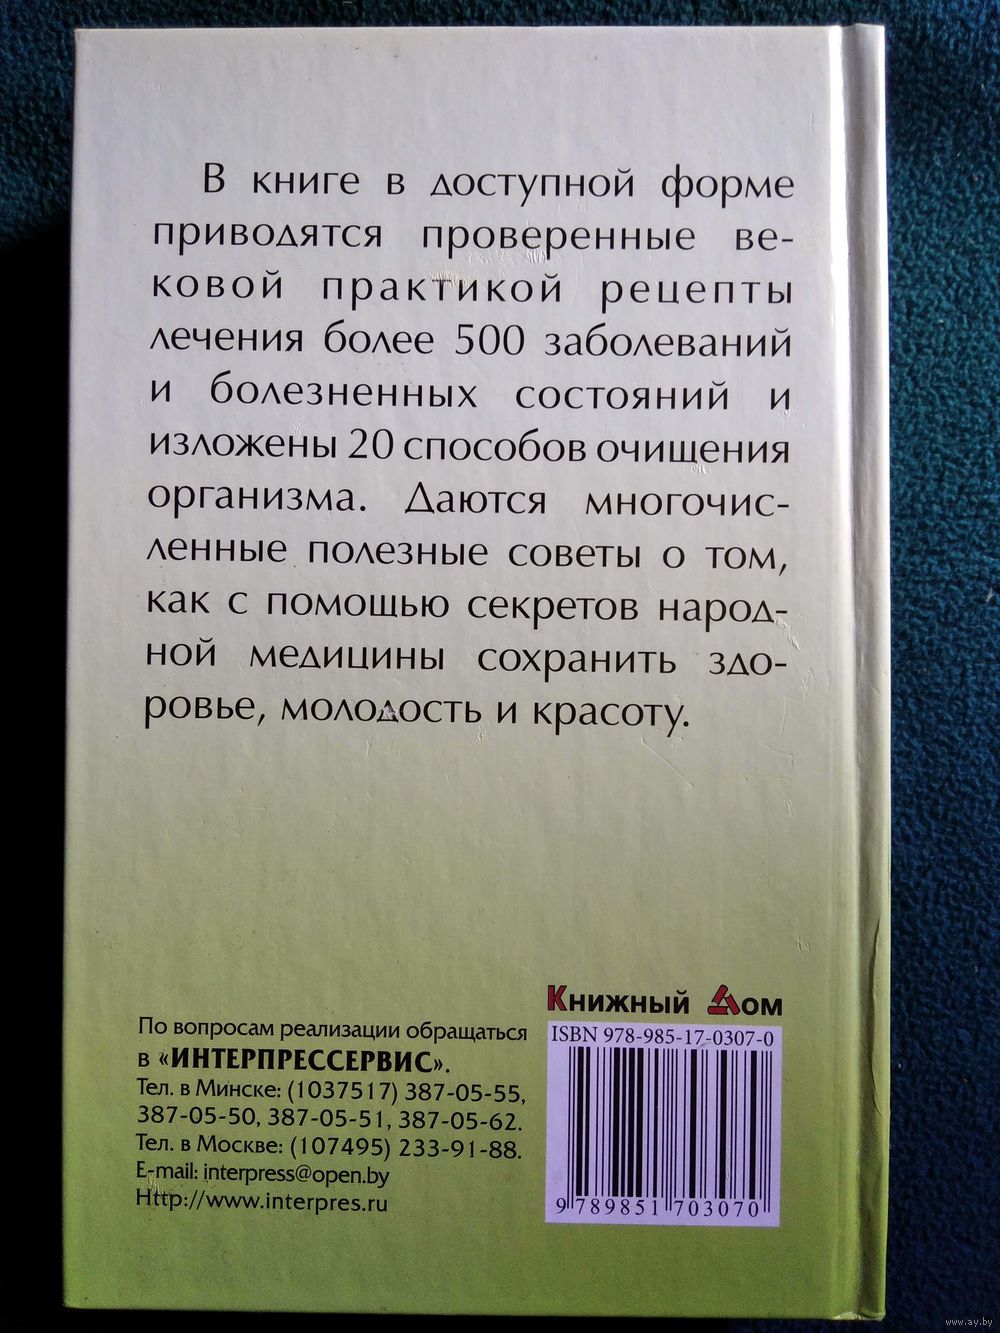 В книге в доступной форме
приводятся проверенные ве-
ковой практикой рецепты
лечения более 500 заболеваний
и болезненных состояний и
изложены 20 способов очищения
организма. Даются многочис-
ленные полезные советы о том,
как с помощью секретов народ-
ной медицины сохранить здо-
ровье, молодость и красоту.
Книжный Дом
ISBN 978-985-17-0307-0
9 789851 703070
По вопросам реализации обращаться
в «ИНТЕРПРЕССЕРВИС».
Тел. в Минске: (1037517) 387-05-55,
387-05-50, 387-05-51, 387-05-62.
Тел. в Москве: (107495) 233-91-88.
E-mail: interpress@open.by
Http://www.interpres.ru
www.ay.by